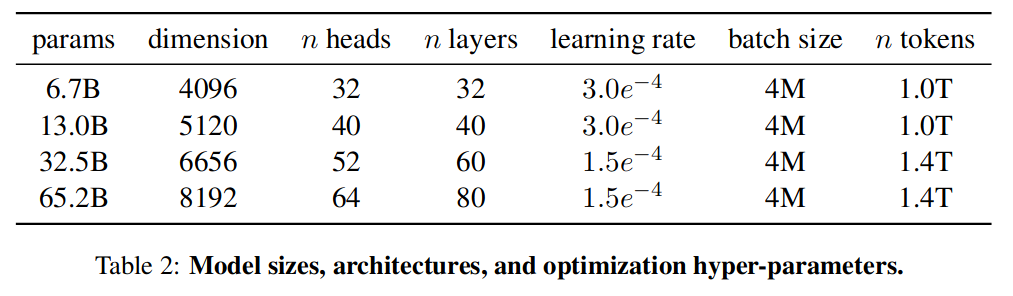 params dimension n heads n layers learning rate batch size n tokens
6.7B 4096 32 32 3.0e⁻⁴ 4M 1.0T
13.0B 5120 40 40 3.0e⁻⁴ 4M 1.0T
32.5B 6656 52 60 1.5e⁻⁴ 4M 1.4T
65.2B 8192 64 80 1.5e⁻⁴ 4M 1.4T
Table 2: Model sizes, architectures, and optimization hyper-parameters.